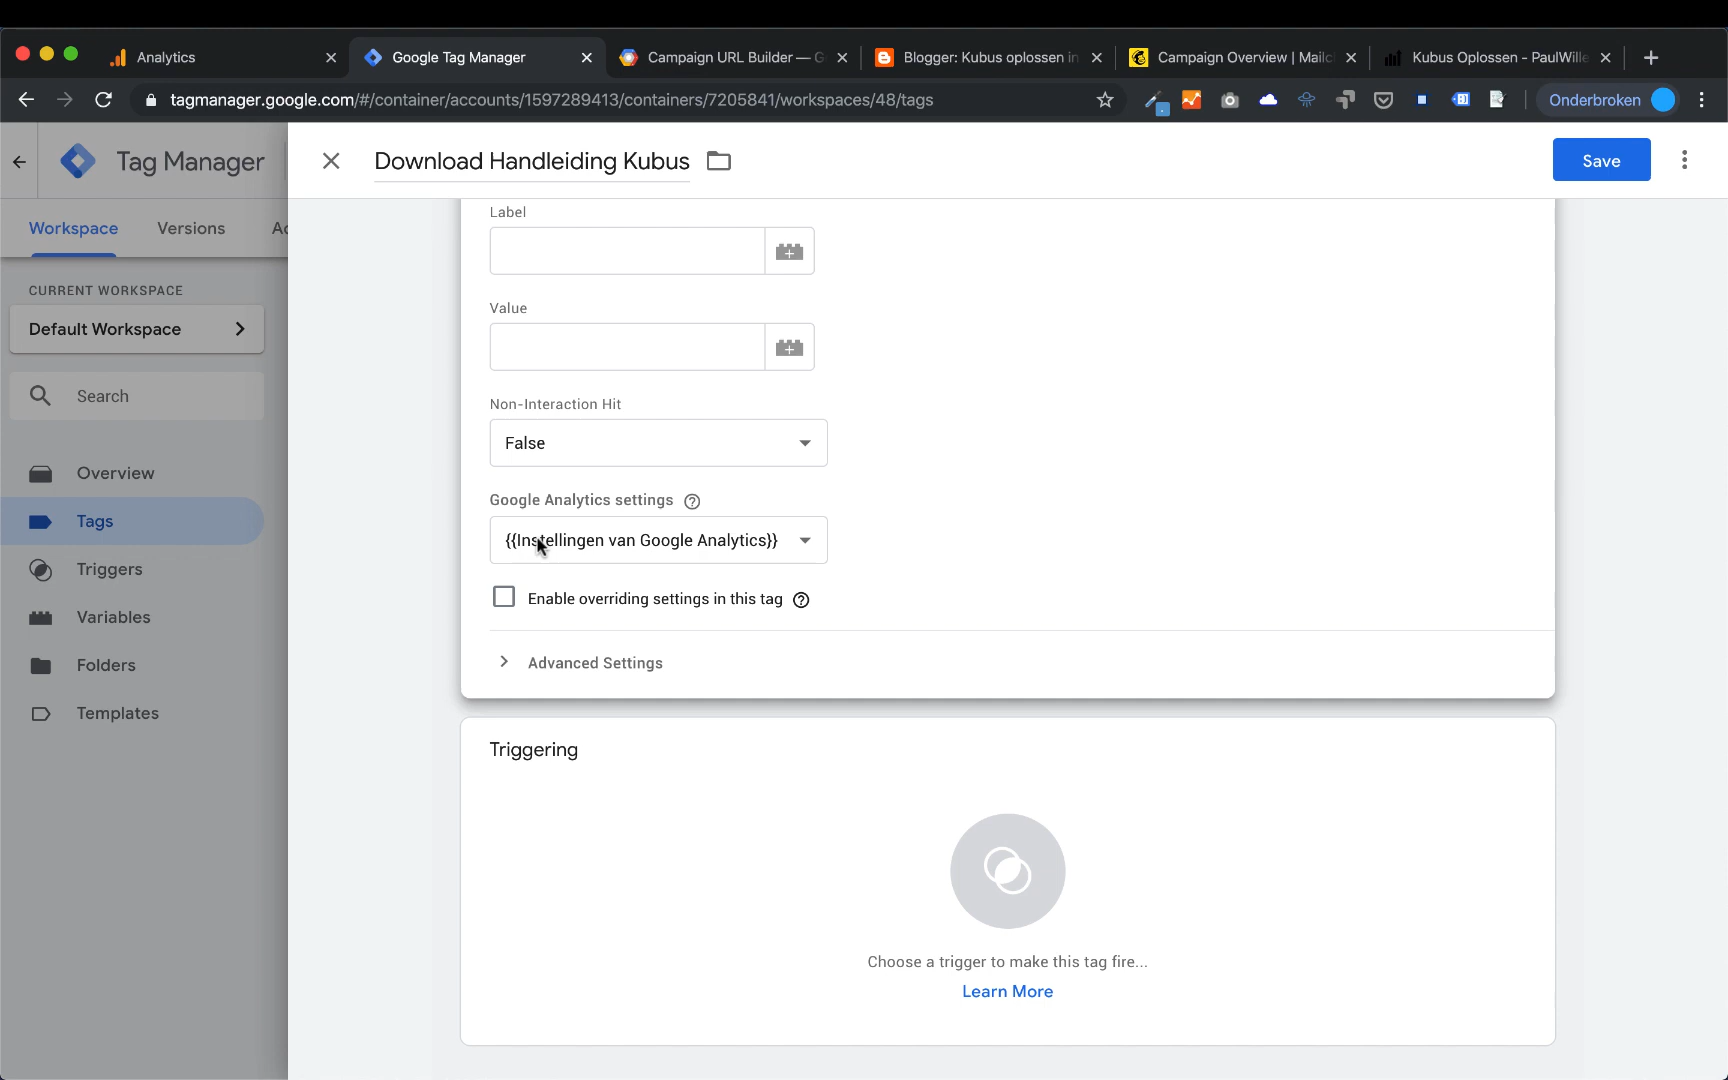 Analytics
Google Tag Manager
Campaign URL Builder — G
Blogger: Kubus oplossen in
Campaign Overview | Mailc
Kubus Oplossen - PaulWille
tagmanager.google.com/#/container/accounts/1597289413/containers/7205841/workspaces/48/tags
Onderbroken
Tag Manager
Download Handleiding Kubus
Save
Workspace
Versions
Ad
CURRENT WORKSPACE
Default Workspace
Search
Overview
Tags
Triggers
Variables
Folders
Templates
Label
Value
Non-Interaction Hit
False
Google Analytics settings
{{Instellingen van Google Analytics}}
Enable overriding settings in this tag
Advanced Settings
Triggering
Choose a trigger to make this tag fire...
Learn More